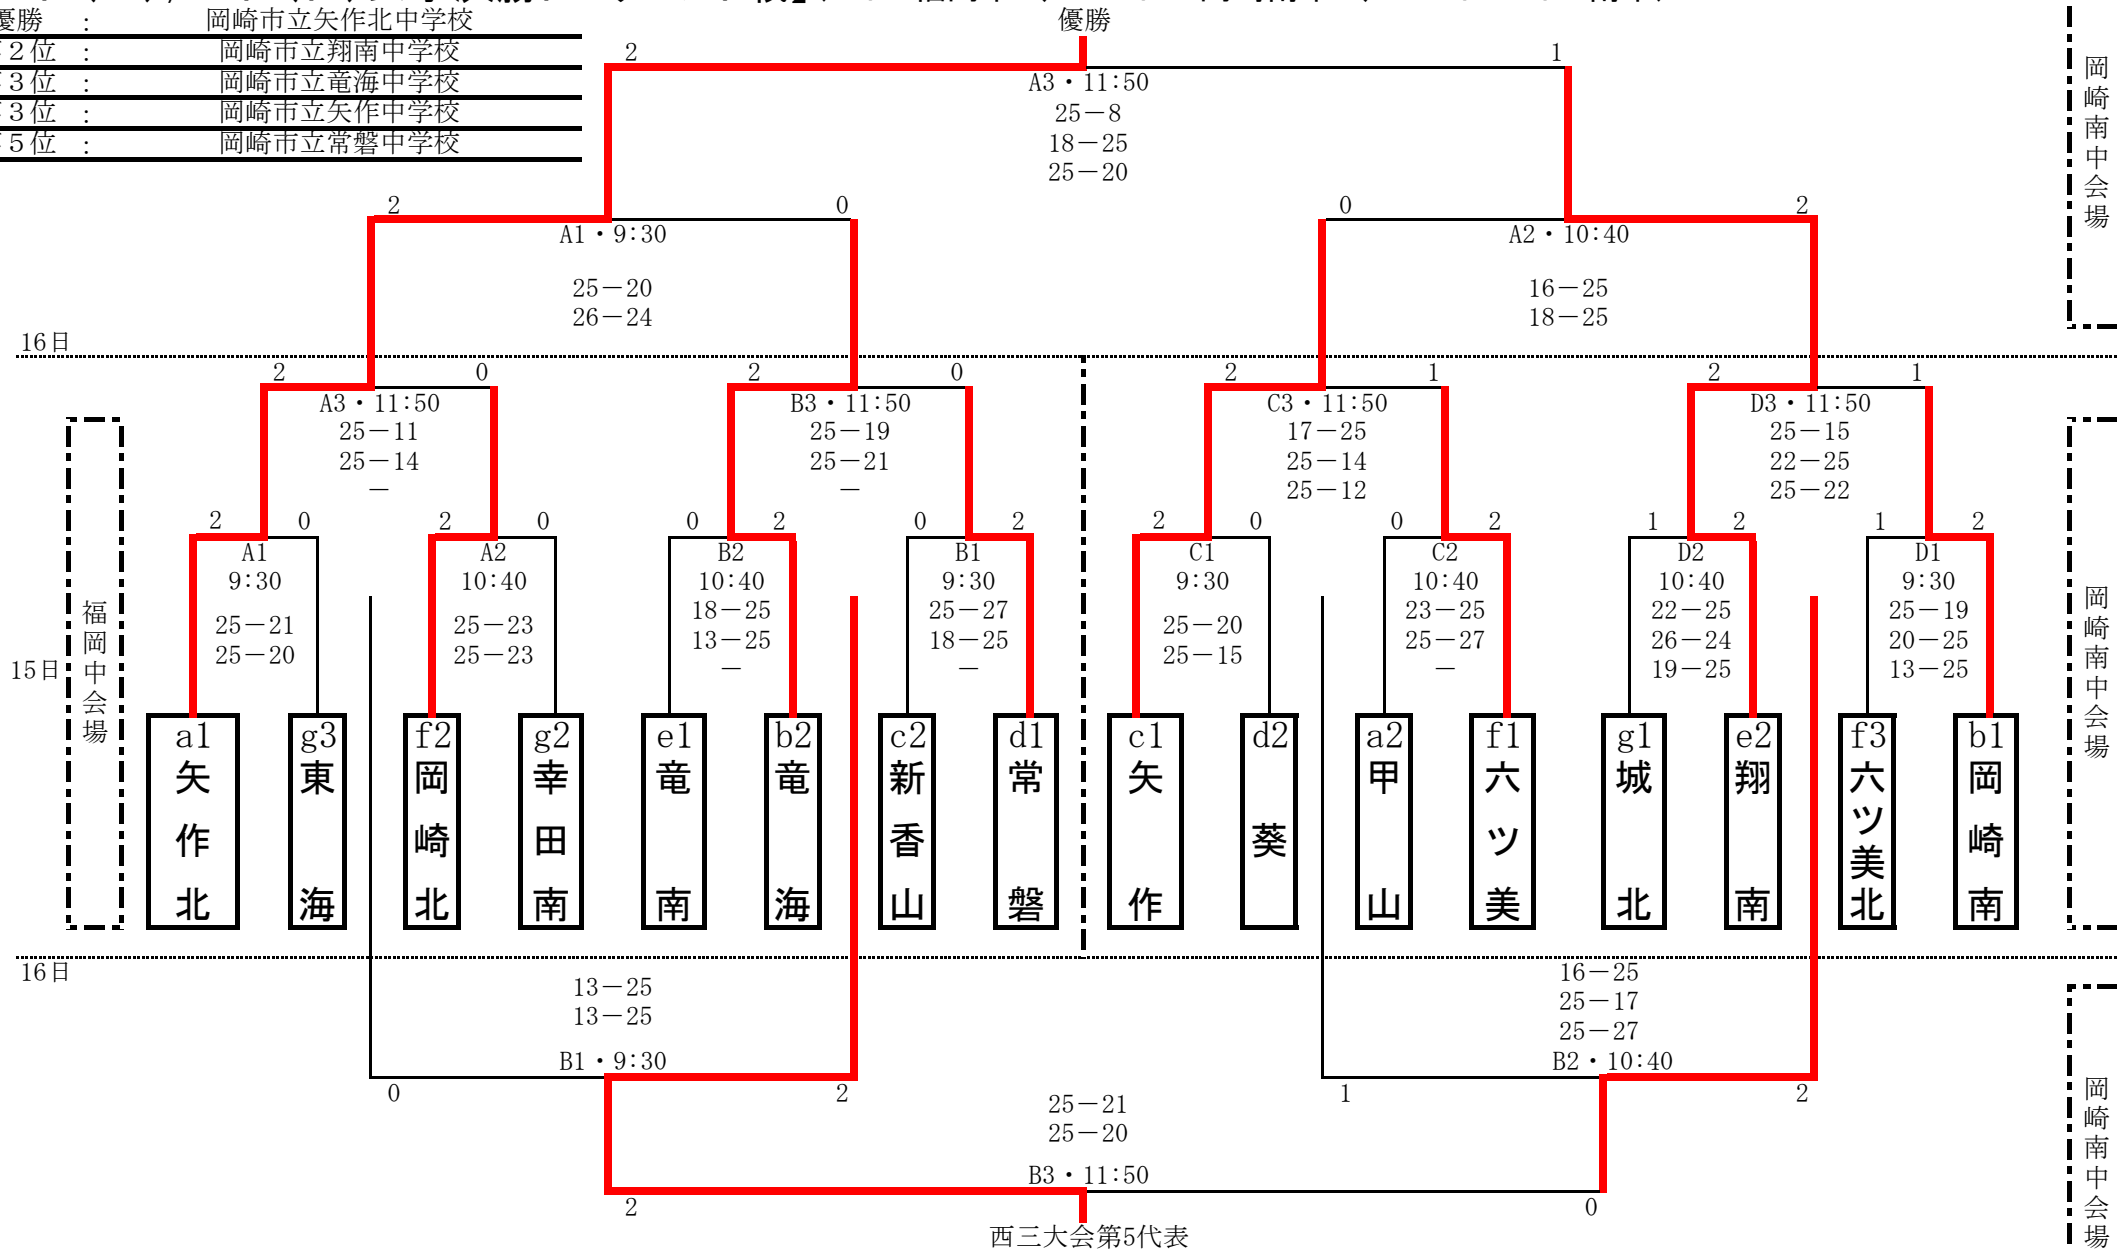 優勝 : 岡崎市立矢作北中学校
2位 : 岡崎市立翔南中学校
3位 : 岡崎市立竜海中学校
3位 : 岡崎市立矢作中学校
5位 : 岡崎市立常磐中学校
優勝
2 1
A3・11:50
25－8
18－25
25－20
岡崎南中会場
2 0
A1・9:30
25－20
26－24
0 2
A2・10:40
16－25
18－25
16日
2 0
A3・11:50
25－11
25－14
－
2 0
B3・11:50
25－19
25－21
－
2 1
C3・11:50
17－25
25－14
25－12
2 1
D3・11:50
25－15
22－25
25－22
15日
福岡中会場
岡崎南中会場
2 0
A1
9:30
25－21
25－20
2 0
A2
10:40
25－23
25－23
0 2
B2
10:40
18－25
13－25
－
0 2
B1
9:30
25－27
18－25
－
2 0
C1
9:30
25－20
25－15
0 2
C2
10:40
23－25
25－27
－
1 2
D2
10:40
22－25
26－24
19－25
1 2
D1
9:30
25－19
20－25
13－25
a1 矢作北
g3 東海
f2 岡崎北
g2 幸田南
e1 竜南
b2 竜海
c2 新香山
d1 常磐
c1 矢作
d2 葵
a2 甲山
f1 六ツ美
g1 城北
e2 翔南
f3 六ツ美北
b1 岡崎南
16日
13－25
13－25
B1・9:30
0 2
16－25
25－17
25－27
B2・10:40
1 2
25－21
25－20
B3・11:50
2 0
西三大会第5代表
岡崎南中会場